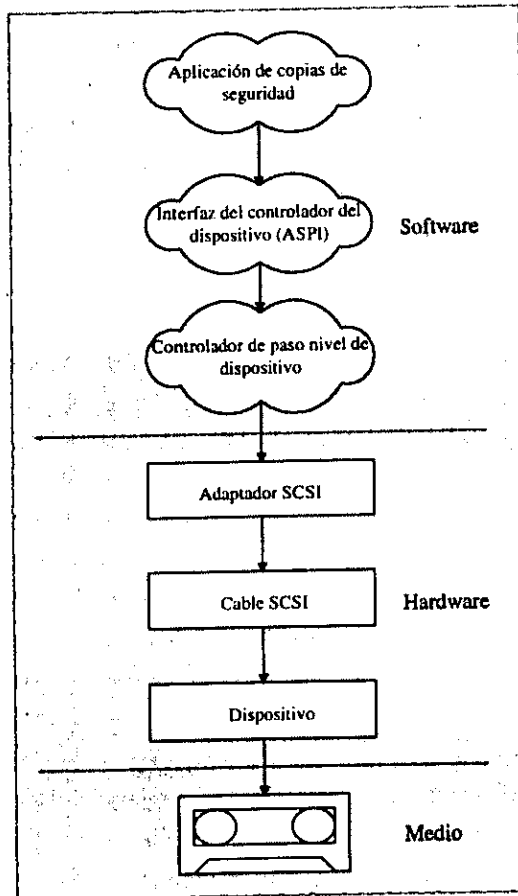 Aplicación de copias de
seguridad
Interfaz del controlador del
dispositivo (ASPI)
Software
Controlador de paso nivel de
dispositivo
Adaptador SCSI
Cable SCSI
Hardware
Dispositivo
Medio